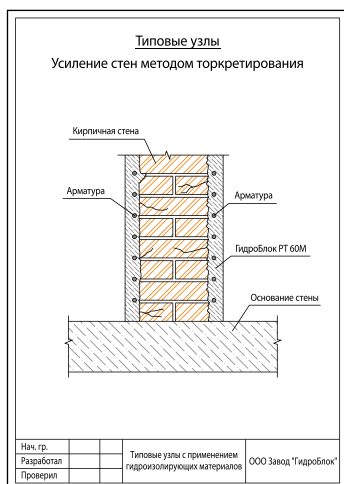 Типовые узлы
Усиление стен методом торкретирования
Кирпичная стена
Арматура
Арматура
ГидроБлок РТ 60М
Основание стены
Нач. гр.
Разработал
Проверил
Типовые узлы с применением
гидроизолирующих материалов
ООО Завод "ГидроБлок"